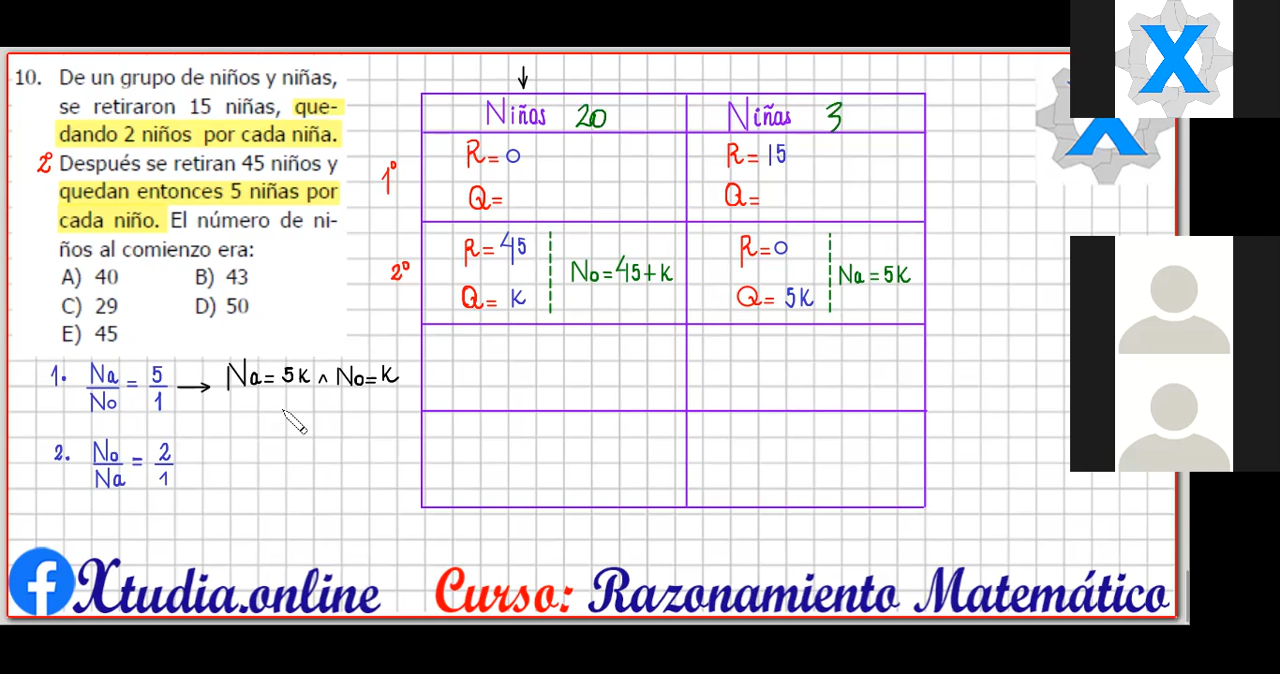 10. De un grupo de niños y niñas,
se retiraron 15 niñas, que-
dando 2 niños por cada niña.
2° Después se retiran 45 niños y
quedan entonces 5 niñas por
cada niño. El número de ni-
ños al comienzo era:
A) 40 B) 43
C) 29 D) 50
E) 45
1. Na/No = 5/1 → Na = 5K ∧ No = K
2. No/Na = 2/1
↓
Niños 20 Niñas 3
1° R = 0 R = 15
Q = Q =
2° R = 45 No = 45 + K R = 0 Na = 5K
Q = K Q = 5K
X
X
f Xtudia.online Curso: Razonamiento Matemático